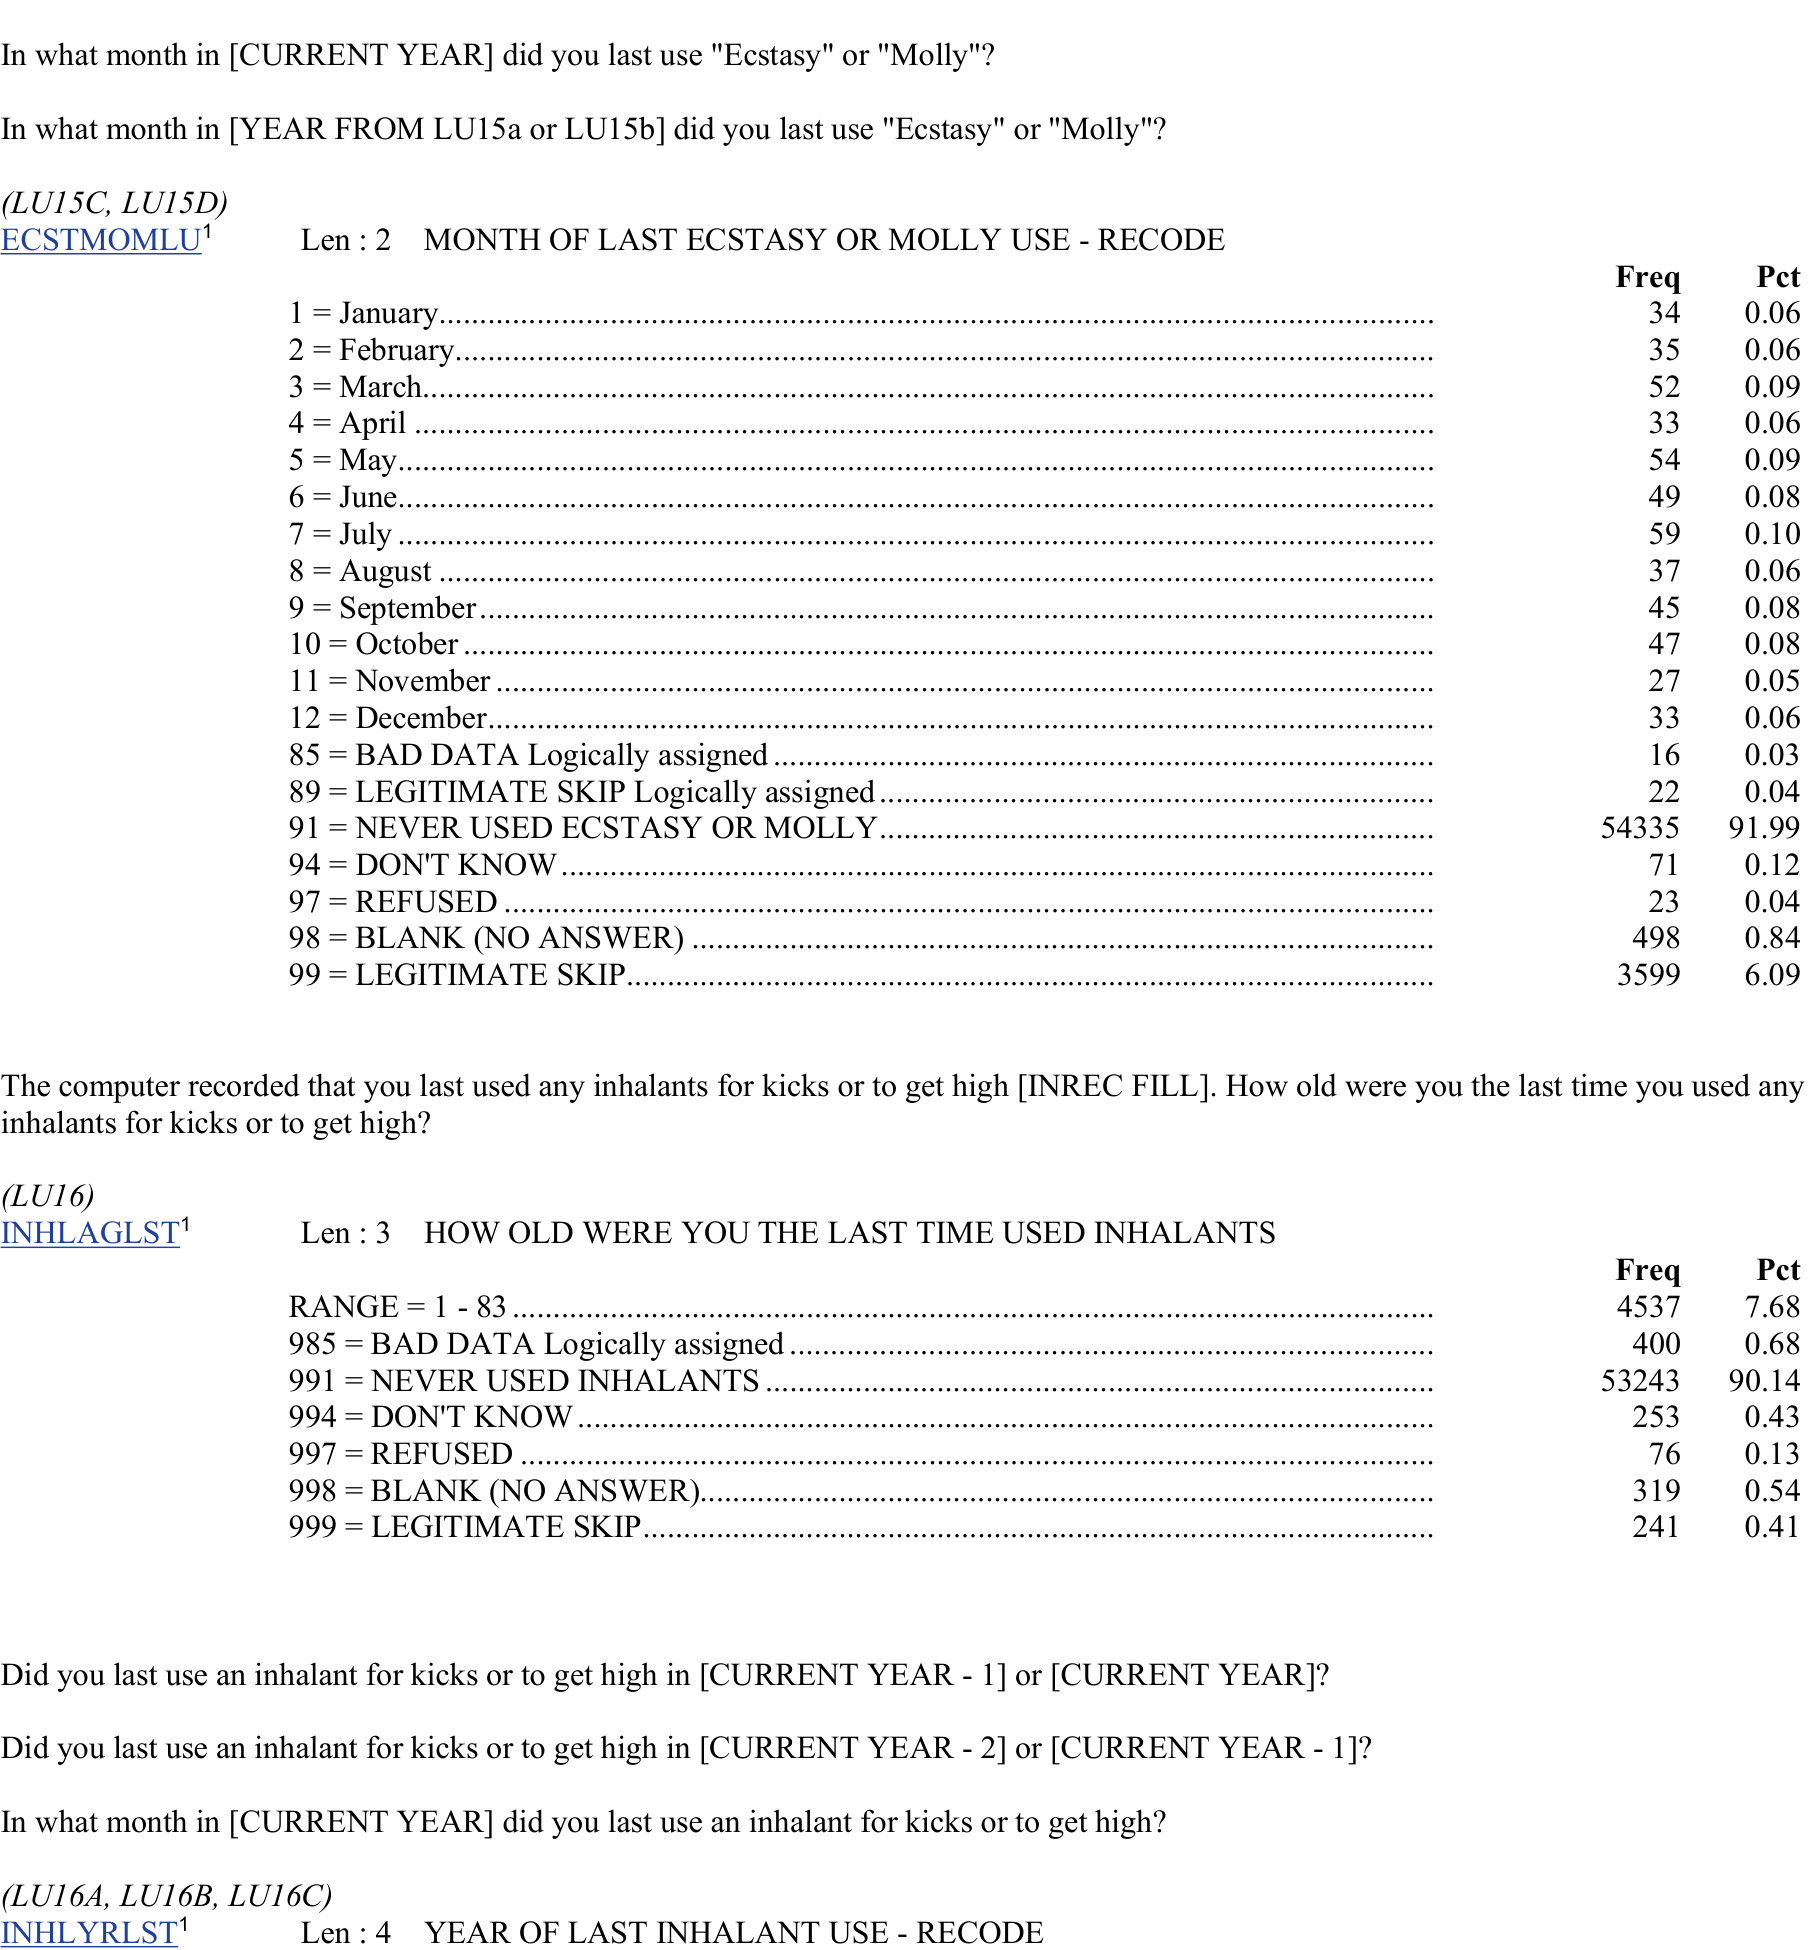 In what month in [CURRENT YEAR] did you last use "Ecstasy" or "Molly"?
In what month in [YEAR FROM LU15a or LU15b] did you last use "Ecstasy" or "Molly"?
(LU15C, LU15D)
ECSTMOMLU1 Len : 2 MONTH OF LAST ECSTASY OR MOLLY USE - RECODE
Freq Pct
1 = January 34 0.06
2 = February 35 0.06
3 = March 52 0.09
4 = April 33 0.06
5 = May 54 0.09
6 = June 49 0.08
7 = July 59 0.10
8 = August 37 0.06
9 = September 45 0.08
10 = October 47 0.08
11 = November 27 0.05
12 = December 33 0.06
85 = BAD DATA Logically assigned 16 0.03
89 = LEGITIMATE SKIP Logically assigned 22 0.04
91 = NEVER USED ECSTASY OR MOLLY 54335 91.99
94 = DON'T KNOW 71 0.12
97 = REFUSED 23 0.04
98 = BLANK (NO ANSWER) 498 0.84
99 = LEGITIMATE SKIP 3599 6.09
The computer recorded that you last used any inhalants for kicks or to get high [INREC FILL]. How old were you the last time you used any
inhalants for kicks or to get high?
(LU16)
INHLAGLST1 Len : 3 HOW OLD WERE YOU THE LAST TIME USED INHALANTS
Freq Pct
RANGE = 1 - 83 4537 7.68
985 = BAD DATA Logically assigned 400 0.68
991 = NEVER USED INHALANTS 53243 90.14
994 = DON'T KNOW 253 0.43
997 = REFUSED 76 0.13
998 = BLANK (NO ANSWER) 319 0.54
999 = LEGITIMATE SKIP 241 0.41
Did you last use an inhalant for kicks or to get high in [CURRENT YEAR - 1] or [CURRENT YEAR]?
Did you last use an inhalant for kicks or to get high in [CURRENT YEAR - 2] or [CURRENT YEAR - 1]?
In what month in [CURRENT YEAR] did you last use an inhalant for kicks or to get high?
(LU16A, LU16B, LU16C)
INHLYRLST1 Len : 4 YEAR OF LAST INHALANT USE - RECODE